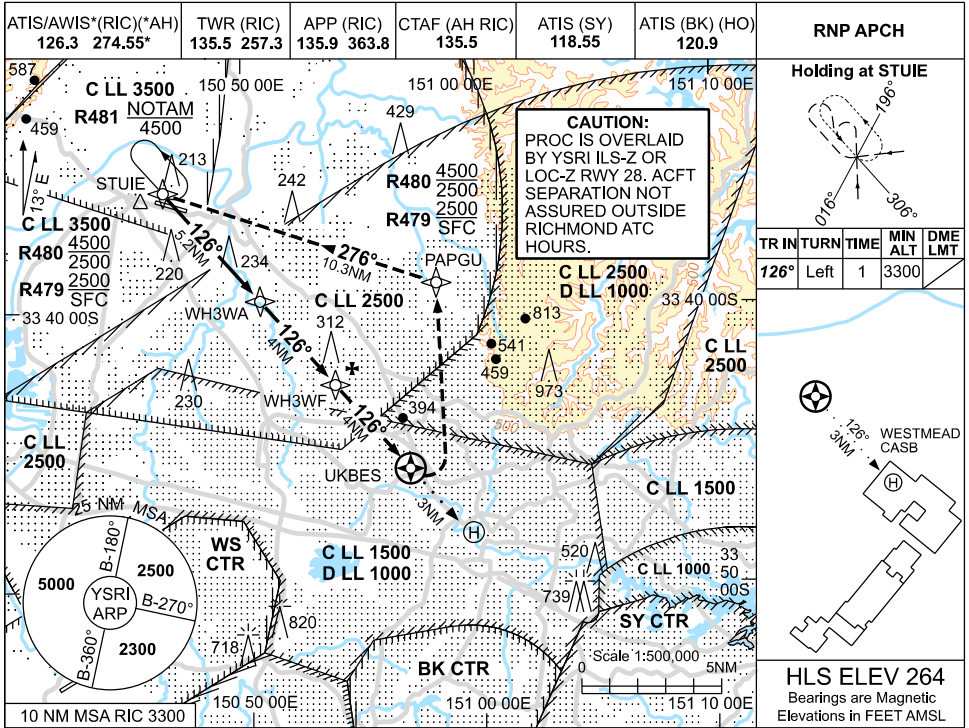 ATIS/AWIS*(RIC)(*AH)
126.3 274.55*
TWR (RIC)
135.5 257.3
APP (RIC)
135.9 363.8
CTAF (AH RIC)
135.5
ATIS (SY)
118.55
ATIS (BK) (HO)
120.9
RNP APCH
587
C LL 3500
R481 NOTAM
4500
459
150 50 00E
151 00 00E
151 10 00E
429
213
242
STUIE
13° E
CAUTION:
PROC IS OVERLAID
BY YSRI ILS-Z OR
LOC-Z RWY 28. ACFT
SEPARATION NOT
ASSURED OUTSIDE
RICHMOND ATC
HOURS.
R480 4500
2500
R479 2500
SFC
C LL 3500
R480 4500
2500
R479 2500
SFC
33 40 00S
126°
5.2NM
220
234
276°
10.3NM
PAPGU
C LL 2500
D LL 1000
500
33 40 00S
WH3WA
C LL 2500
312
126°
4NM
813
541
459
973
C LL
2500
230
WH3WF
126°
4NM
394
500
C LL
2500
UKBES
3NM
H
C LL 1500
25 NM MSA
B-180°
5000
2500
YSRI
ARP
B-270°
B-360°
2300
WS
CTR
C LL 1500
D LL 1000
520
739
C LL 1000
33
50
00S
820
718
SY CTR
BK CTR
Scale 1:500,000
0
5NM
10 NM MSA RIC 3300
150 50 00E
151 00 00E
151 10 00E
Holding at STUIE
196°
016°
306°
TR IN TURN TIME MIN ALT DME LMT
126° Left 1 3300
126°
3NM
WESTMEAD
CASB
H
HLS ELEV 264
Bearings are Magnetic
Elevations in FEET AMSL